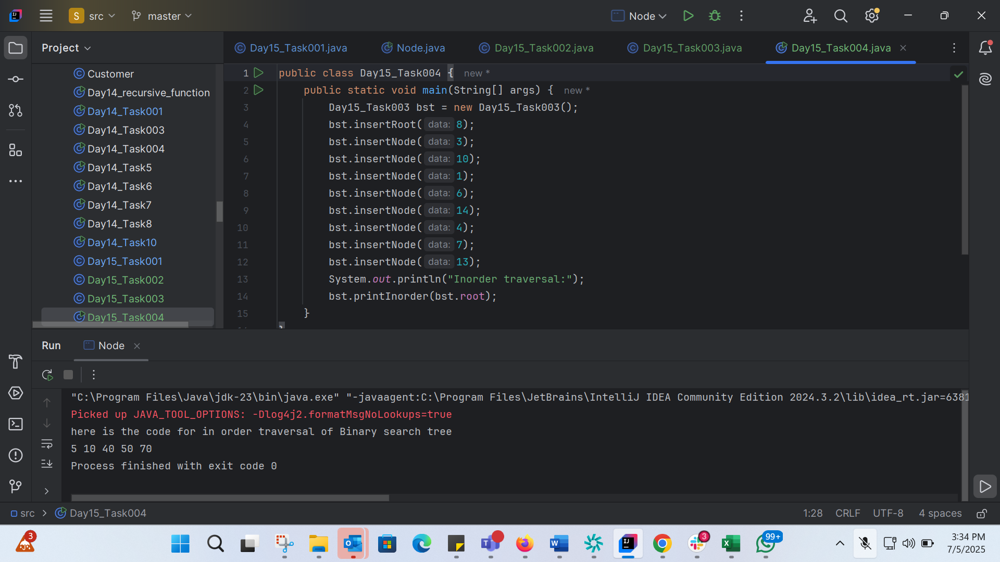 S src master Node
Project
Day15_Task001.java Node.java Day15_Task002.java Day15_Task003.java Day15_Task004.java
Customer
Day14_recursive_function
Day14_Task001
Day14_Task003
Day14_Task004
Day14_Task5
Day14_Task6
Day14_Task7
Day14_Task8
Day14_Task10
Day15_Task001
Day15_Task002
Day15_Task003
Day15_Task004
1 public class Day15_Task004 { new *
2 public static void main(String[] args) { new *
3 Day15_Task003 bst = new Day15_Task003();
4 bst.insertRoot( data: 8);
5 bst.insertNode( data: 3);
6 bst.insertNode( data: 10);
7 bst.insertNode( data: 1);
8 bst.insertNode( data: 6);
9 bst.insertNode( data: 14);
10 bst.insertNode( data: 4);
11 bst.insertNode( data: 7);
12 bst.insertNode( data: 13);
13 System.out.println("Inorder traversal:");
14 bst.printInorder(bst.root);
15 }
Run Node
"C:\Program Files\Java\jdk-23\bin\java.exe" "-javaagent:C:\Program Files\JetBrains\IntelliJ IDEA Community Edition 2024.3.2\lib\idea_rt.jar=6381
Picked up JAVA_TOOL_OPTIONS: -Dlog4j2.formatMsgNoLookups=true
here is the code for in order traversal of Binary search tree
5 10 40 50 70
Process finished with exit code 0
src > Day15_Task004 1:28 CRLF UTF-8 4 spaces
3 3 99+
3:34 PM
7/5/2025